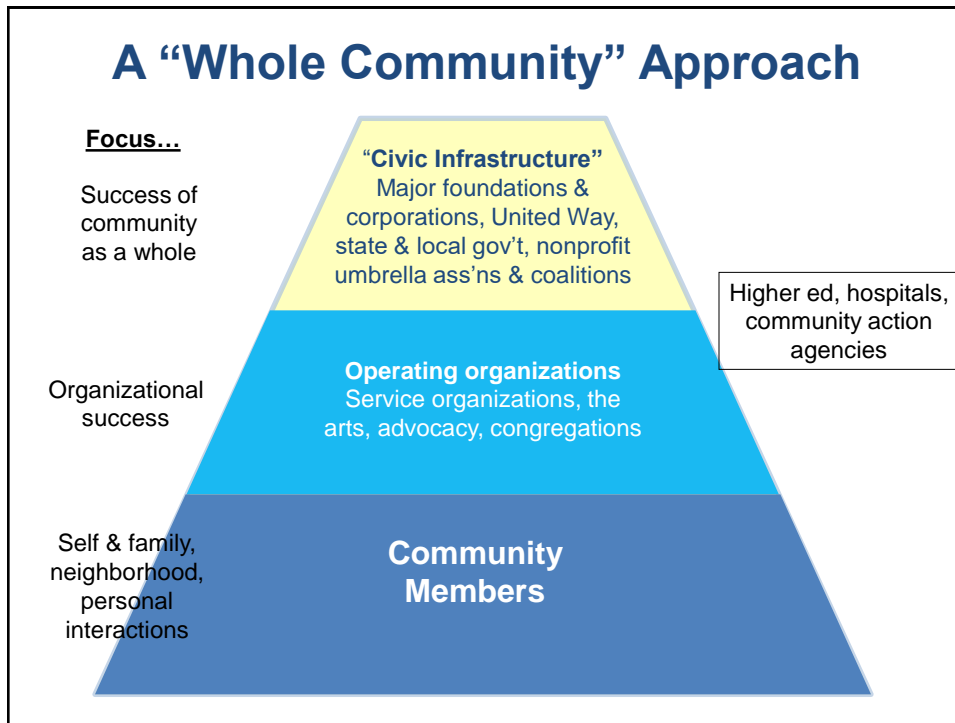 A “Whole Community” Approach
Focus…
Success of
community
as a whole
“Civic Infrastructure”
Major foundations &
corporations, United Way,
state & local gov’t, nonprofit
umbrella ass’ns & coalitions
Higher ed, hospitals,
community action
agencies
Organizational
success
Operating organizations
Service organizations, the
arts, advocacy, congregations
Self & family,
neighborhood,
personal
interactions
Community
Members